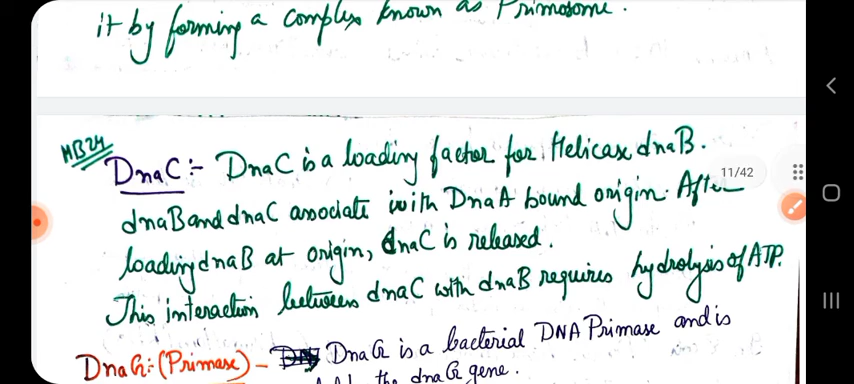 it by forming a complex known as Primosome.
MB24
DnaC:- DnaC is a loading factor for Helicase dnaB.
11/42
dnaB and dnaC associate with DnaA bound origin. After
loading dnaB at origin, dnaC is released.
This interaction between dnaC with dnaB requires hydrolysis of ATP.
DnaG:(Primase) - DnaG is a bacterial DNA Primase and is
the dnaG gene.